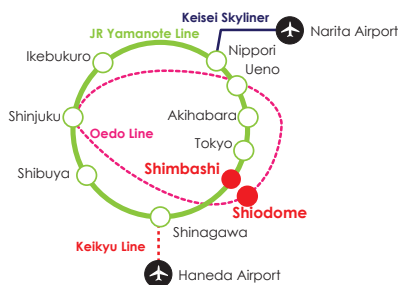 Keisei Skyliner
JR Yamanote Line
Narita Airport
Ikebukuro
Nippori
Ueno
Shinjuku
Akihabara
Oedo Line
Tokyo
Shimbashi
Shibuya
Shiodome
Shinagawa
Keikyu Line
Haneda Airport